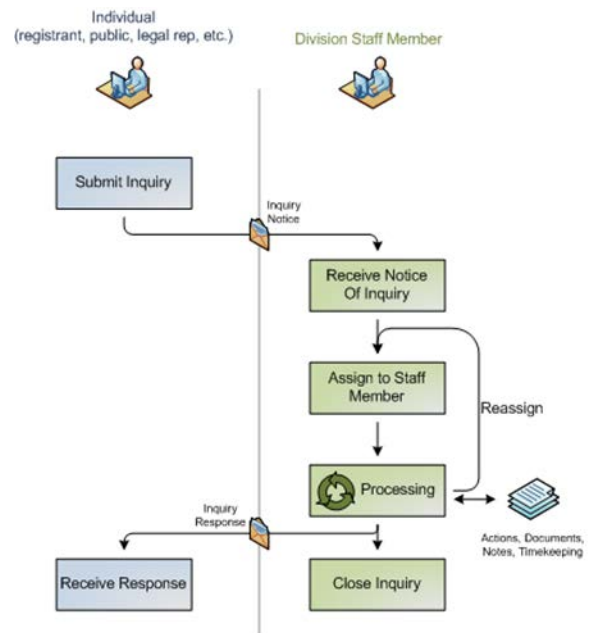 Individual
(registrant, public, legal rep, etc.)
Division Staff Member
Submit Inquiry
Inquiry
Notice
Receive Notice
Of Inquiry
Assign to Staff
Member
Reassign
Processing
Actions, Documents,
Notes, Timekeeping
Inquiry
Response
Receive Response
Close Inquiry